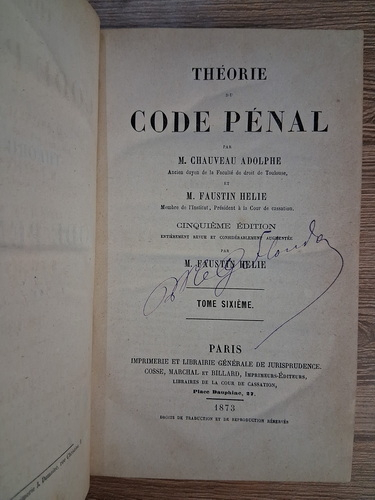 THÉORIE
DU
CODE PÉNAL
PAR
M. CHAUVEAU ADOLPHE
Ancien doyen de la Faculté de droit de Toulouse,
ET
M. FAUSTIN HELIE
Membre de l'Institut, Président à la Cour de cassation.
CINQUIÈME ÉDITION
ENTIÈREMENT REVUE ET CONSIDÉRABLEMENT AUGMENTÉE
PAR
M. FAUSTIN HELIE
TOME SIXIÈME.
PARIS
IMPRIMERIE ET LIBRAIRIE GÉNÉRALE DE JURISPRUDENCE.
COSSE, MARCHAL ET BILLARD, IMPRIMEURS-ÉDITEURS,
LIBRAIRES DE LA COUR DE CASSATION,
Place Dauphine, 27.
1873
DROITS DE TRADUCTION ET DE REPRODUCTION RÉSERVÉS